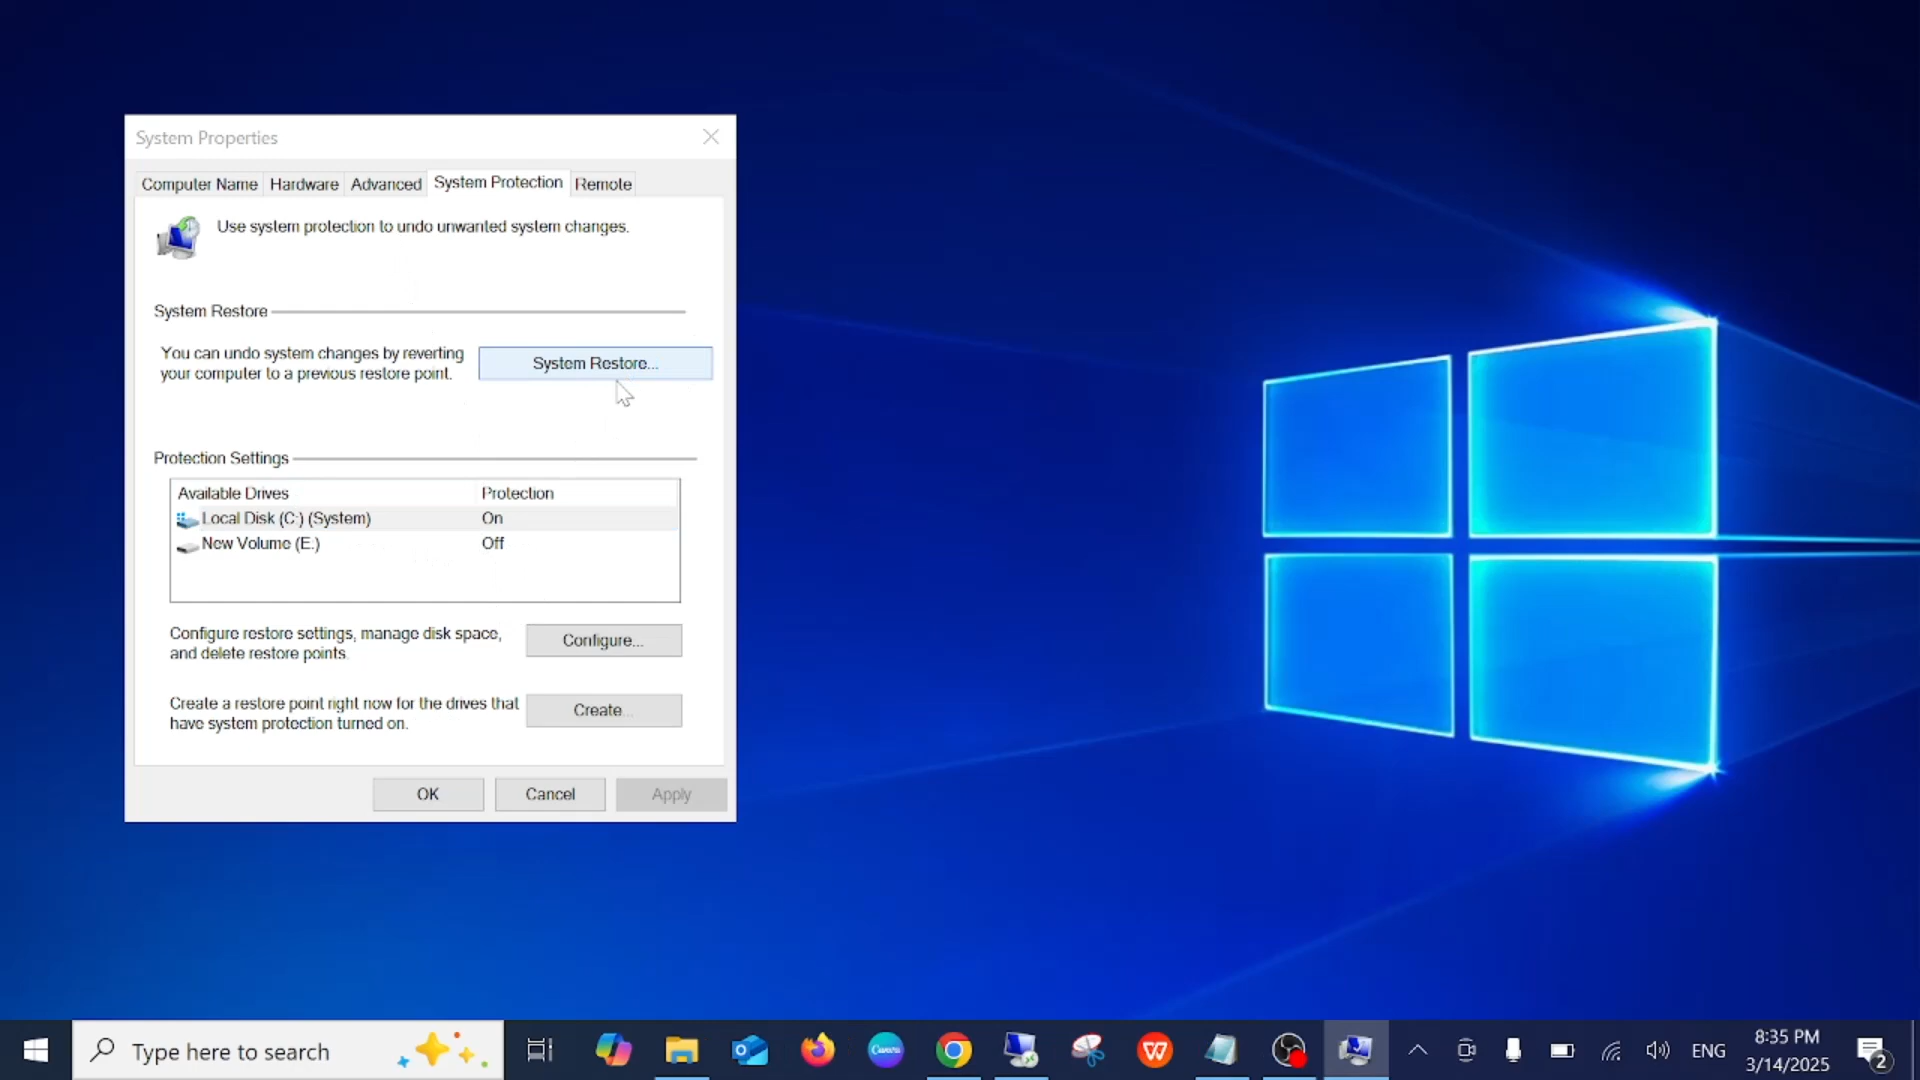 System Properties
Computer Name Hardware Advanced System Protection Remote
Use system protection to undo unwanted system changes.
System Restore
You can undo system changes by reverting
your computer to a previous restore point.
System Restore...
Protection Settings
Available Drives Protection
Local Disk (C:) (System) On
New Volume (E:) Off
Configure restore settings, manage disk space,
and delete restore points.
Configure...
Create a restore point right now for the drives that
have system protection turned on.
Create...
OK Cancel Apply
Type here to search
Canva
W
ENG
8:35 PM
3/14/2025
2